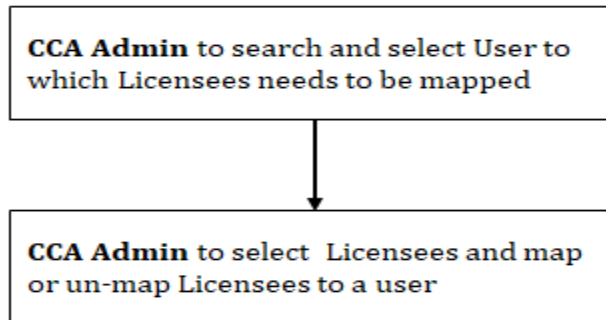 CCA Admin to search and select User to
which Licensees needs to be mapped
CCA Admin to select Licensees and map
or un-map Licensees to a user